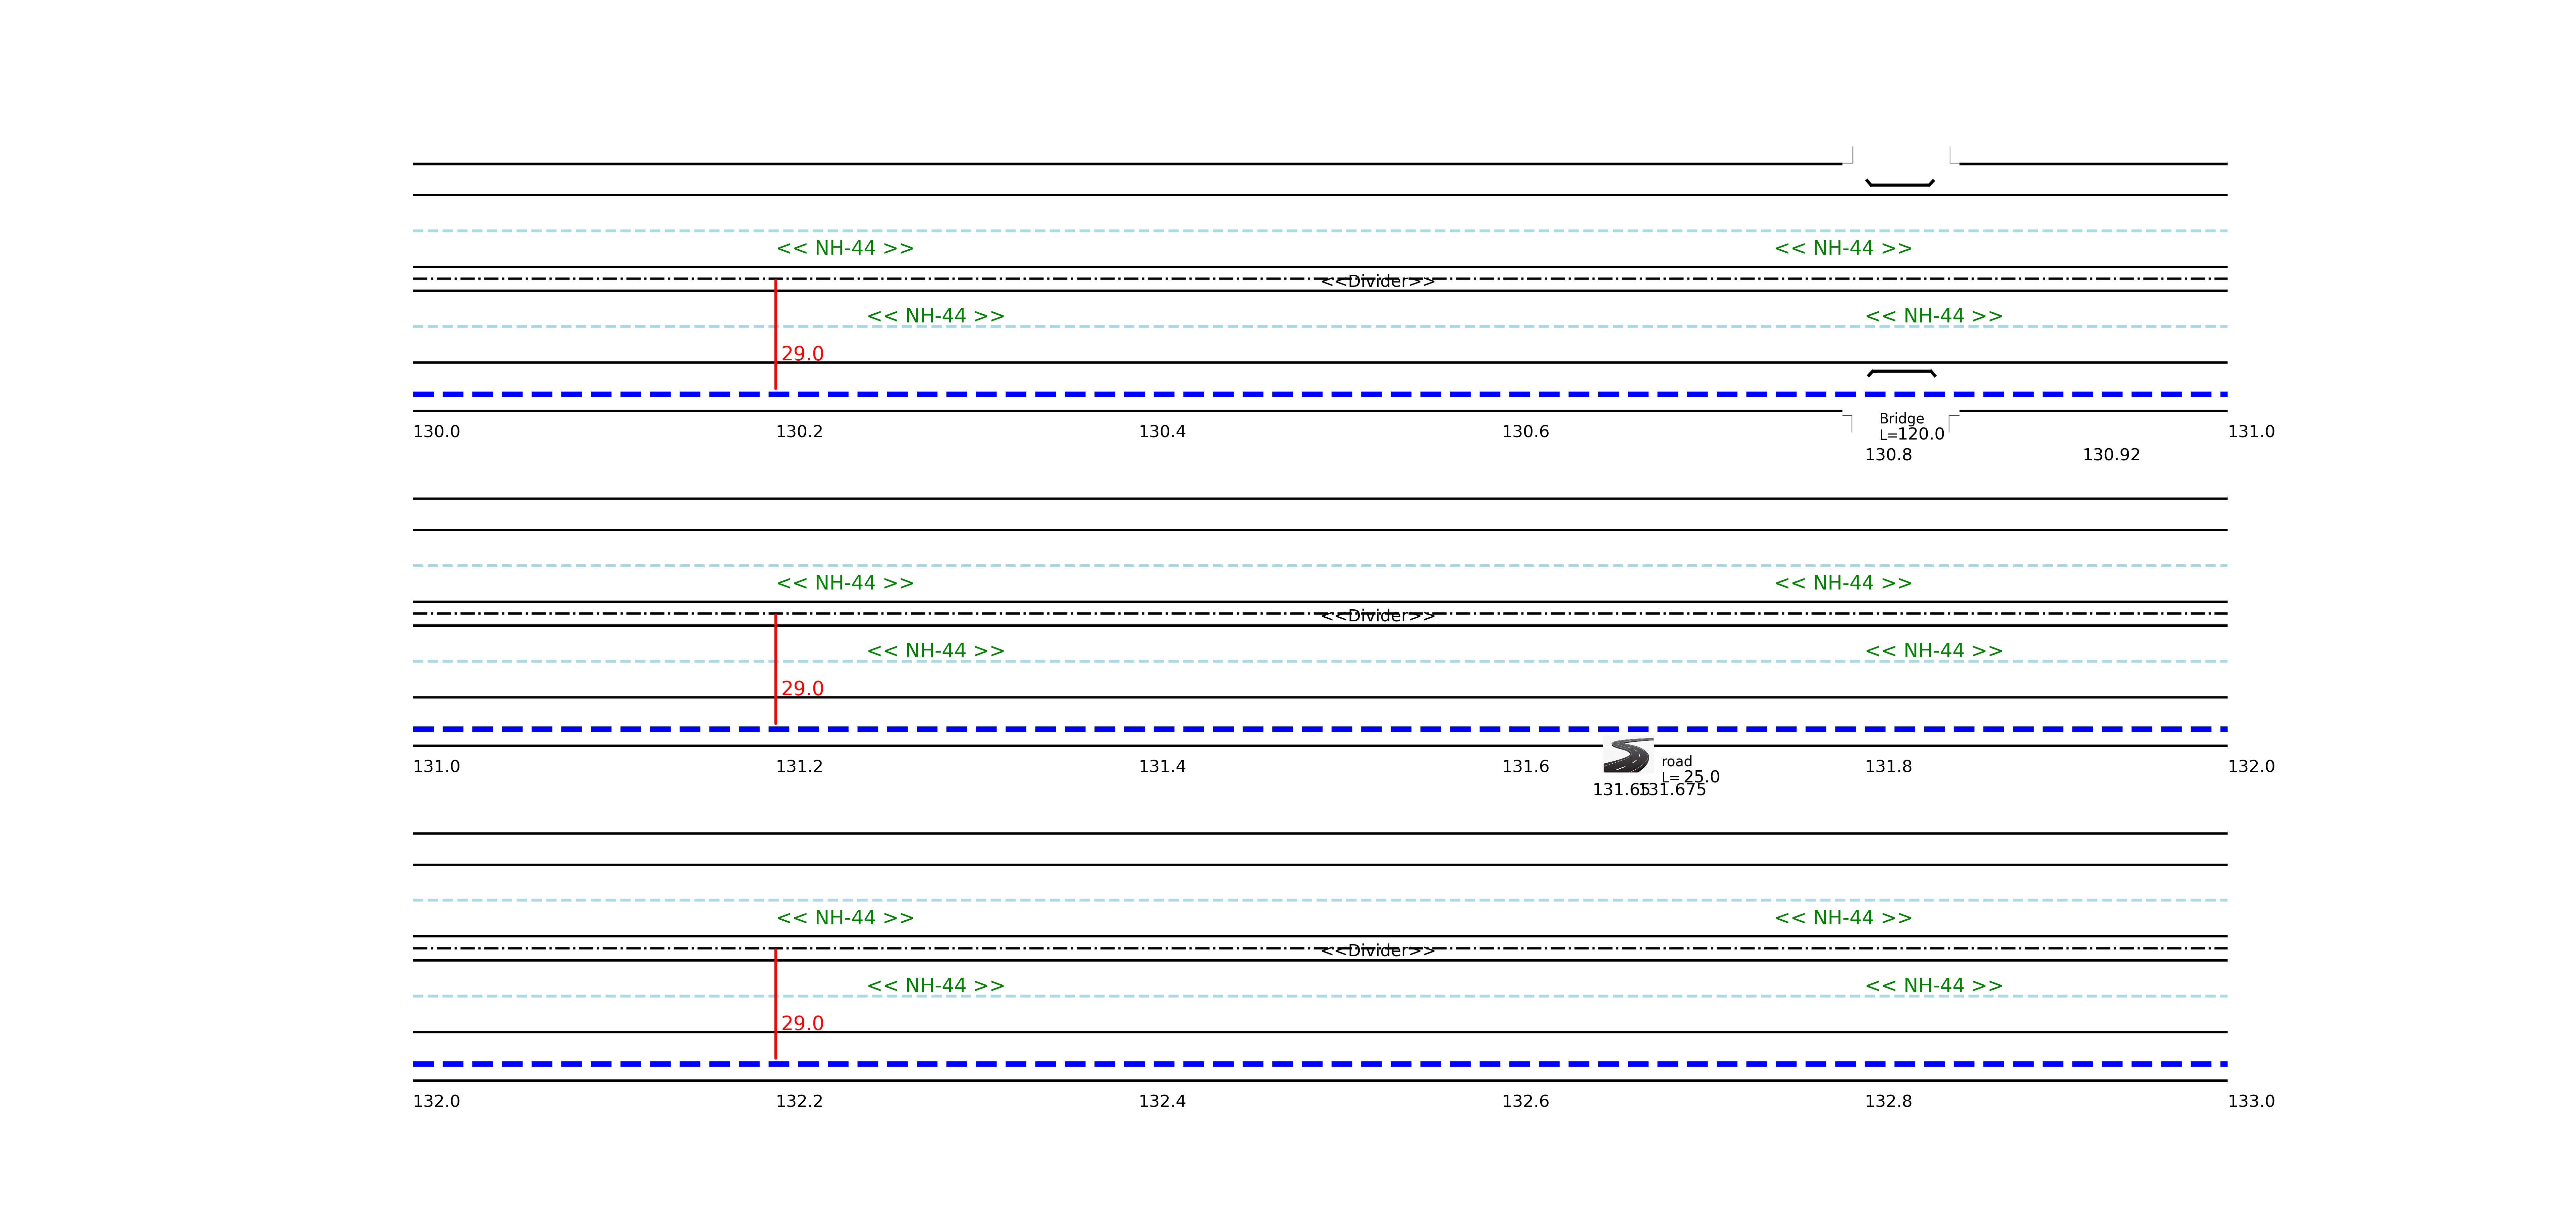 << NH-44 >> << NH-44 >>
<<Divider>>
<< NH-44 >> << NH-44 >>
29.0
Bridge
130.0 130.2 130.4 130.6 L=120.0 131.0
130.8 130.92
<< NH-44 >> << NH-44 >>
<<Divider>>
<< NH-44 >> << NH-44 >>
29.0
road
131.0 131.2 131.4 131.6 131.8 132.0
L= 25.0
131.65 131.675
<< NH-44 >> << NH-44 >>
<<Divider>>
<< NH-44 >> << NH-44 >>
29.0
132.0 132.2 132.4 132.6 132.8 133.0